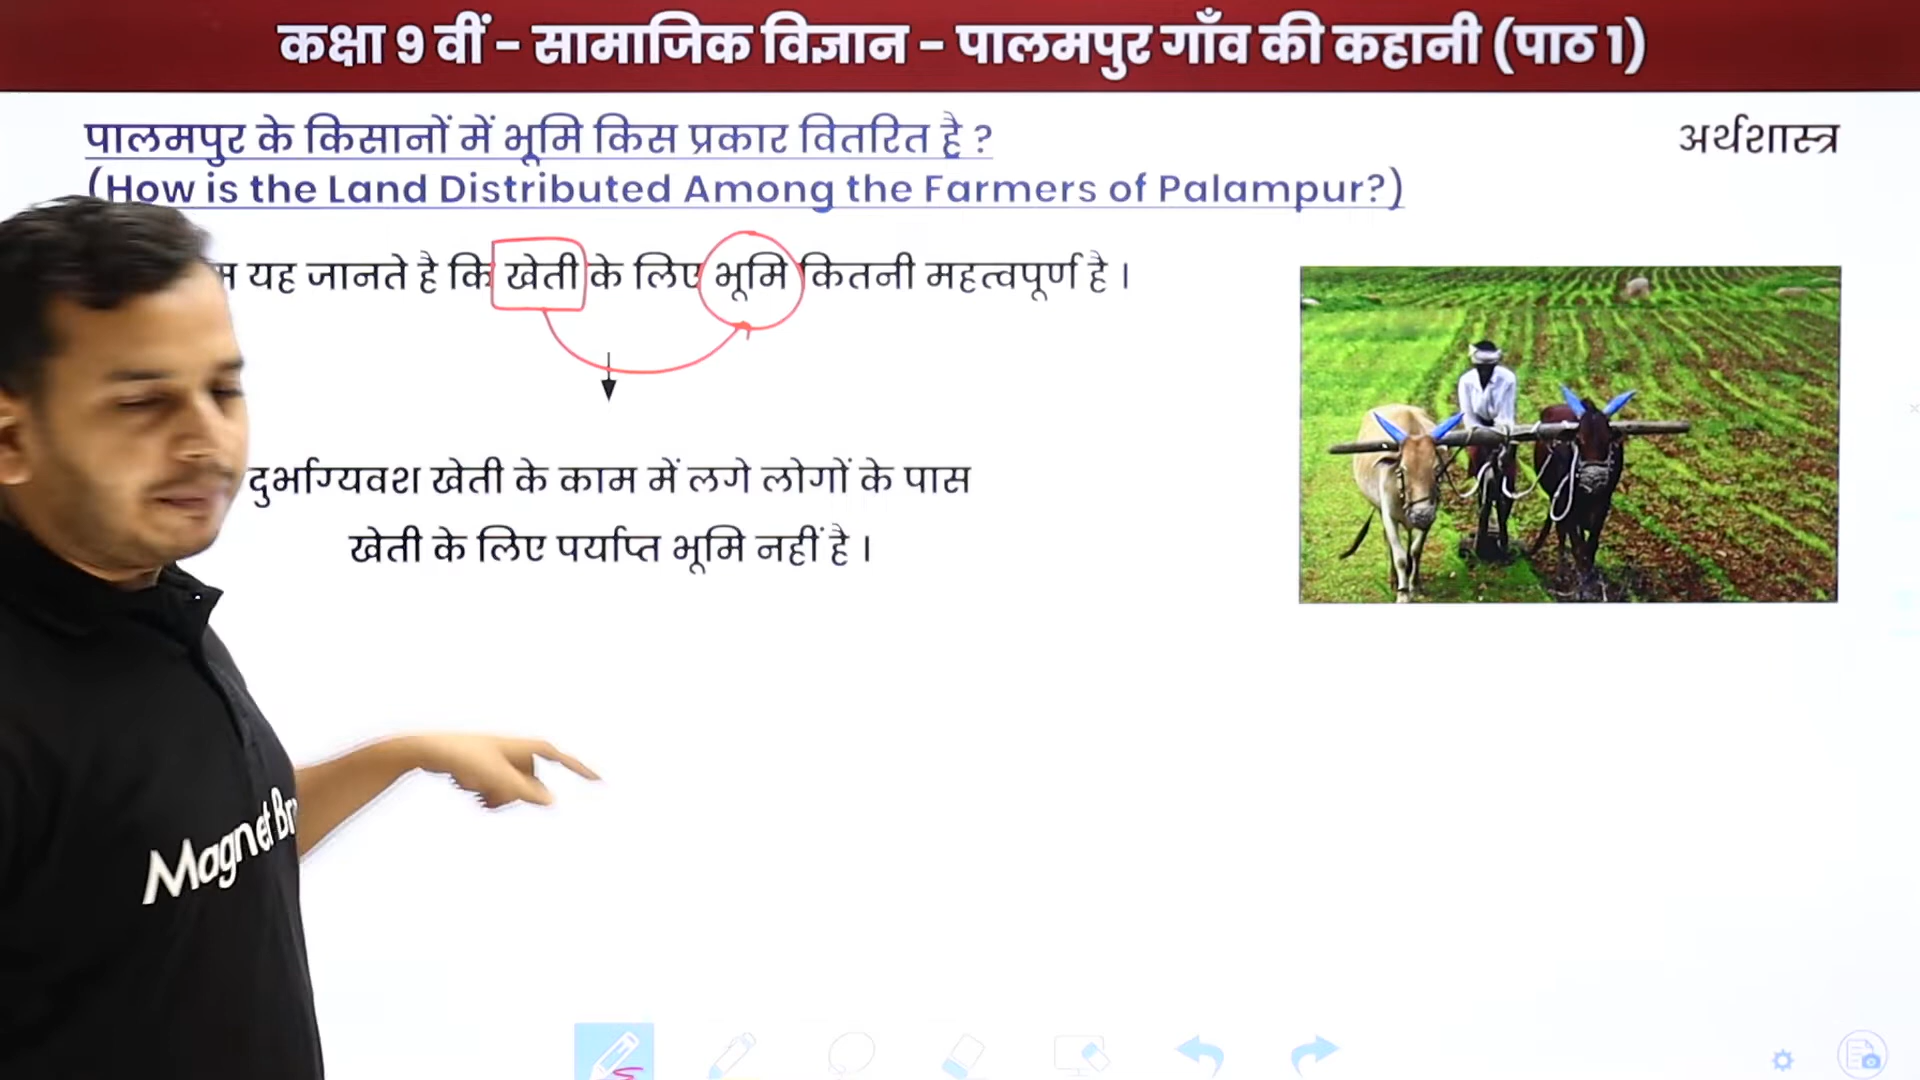 कक्षा 9 वीं - सामाजिक विज्ञान - पालमपुर गाँव की कहानी (पाठ 1)
पालमपुर के किसानों में भूमि किस प्रकार वितरित है ?
अर्थशास्त्र
(How is the Land Distributed Among the Farmers of Palampur?)
यह जानते है कि खेती के लिए भूमि कितनी महत्वपूर्ण है ।
दुर्भाग्यवश खेती के काम में लगे लोगों के पास
खेती के लिए पर्याप्त भूमि नहीं है ।
Magnet